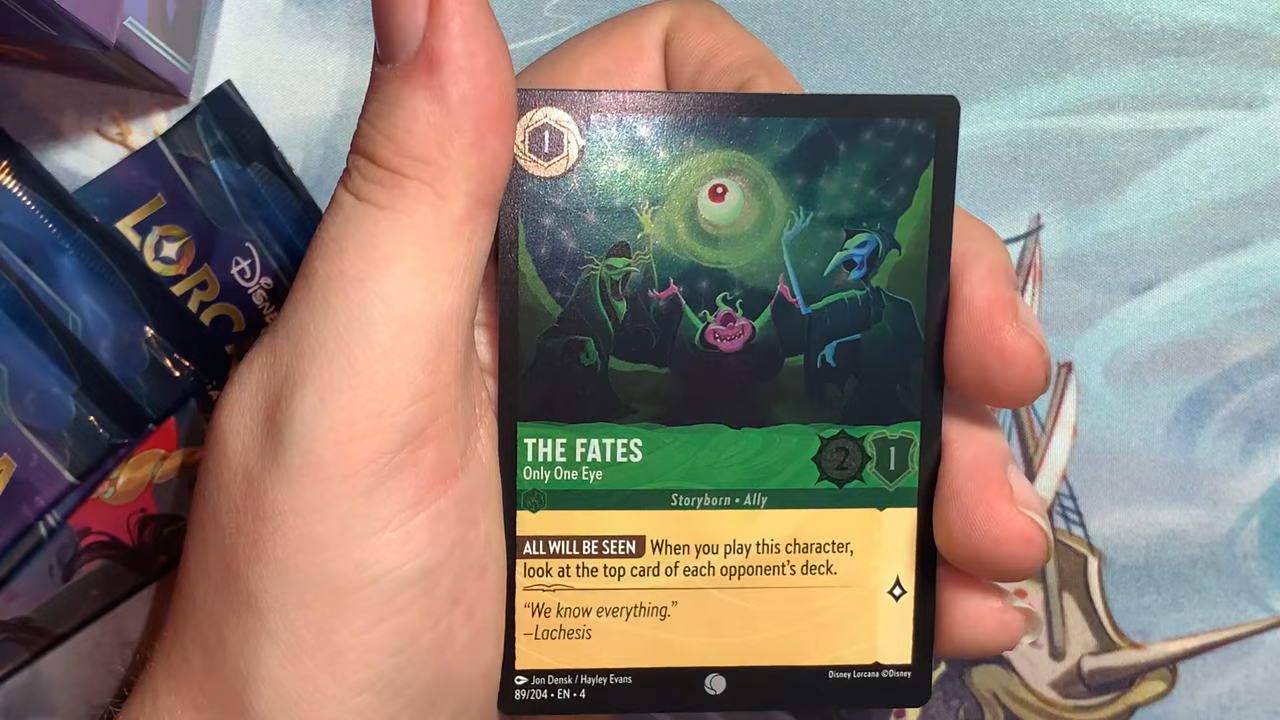 LORC
Disney
1
THE FATES
Only One Eye
2
1
Storyborn • Ally
ALL WILL BE SEEN When you play this character,
look at the top card of each opponent's deck.
“We know everything.”
–Lachesis
Jon Densk / Hayley Evans
Disney Lorcana ©Disney
89/204 • EN • 4